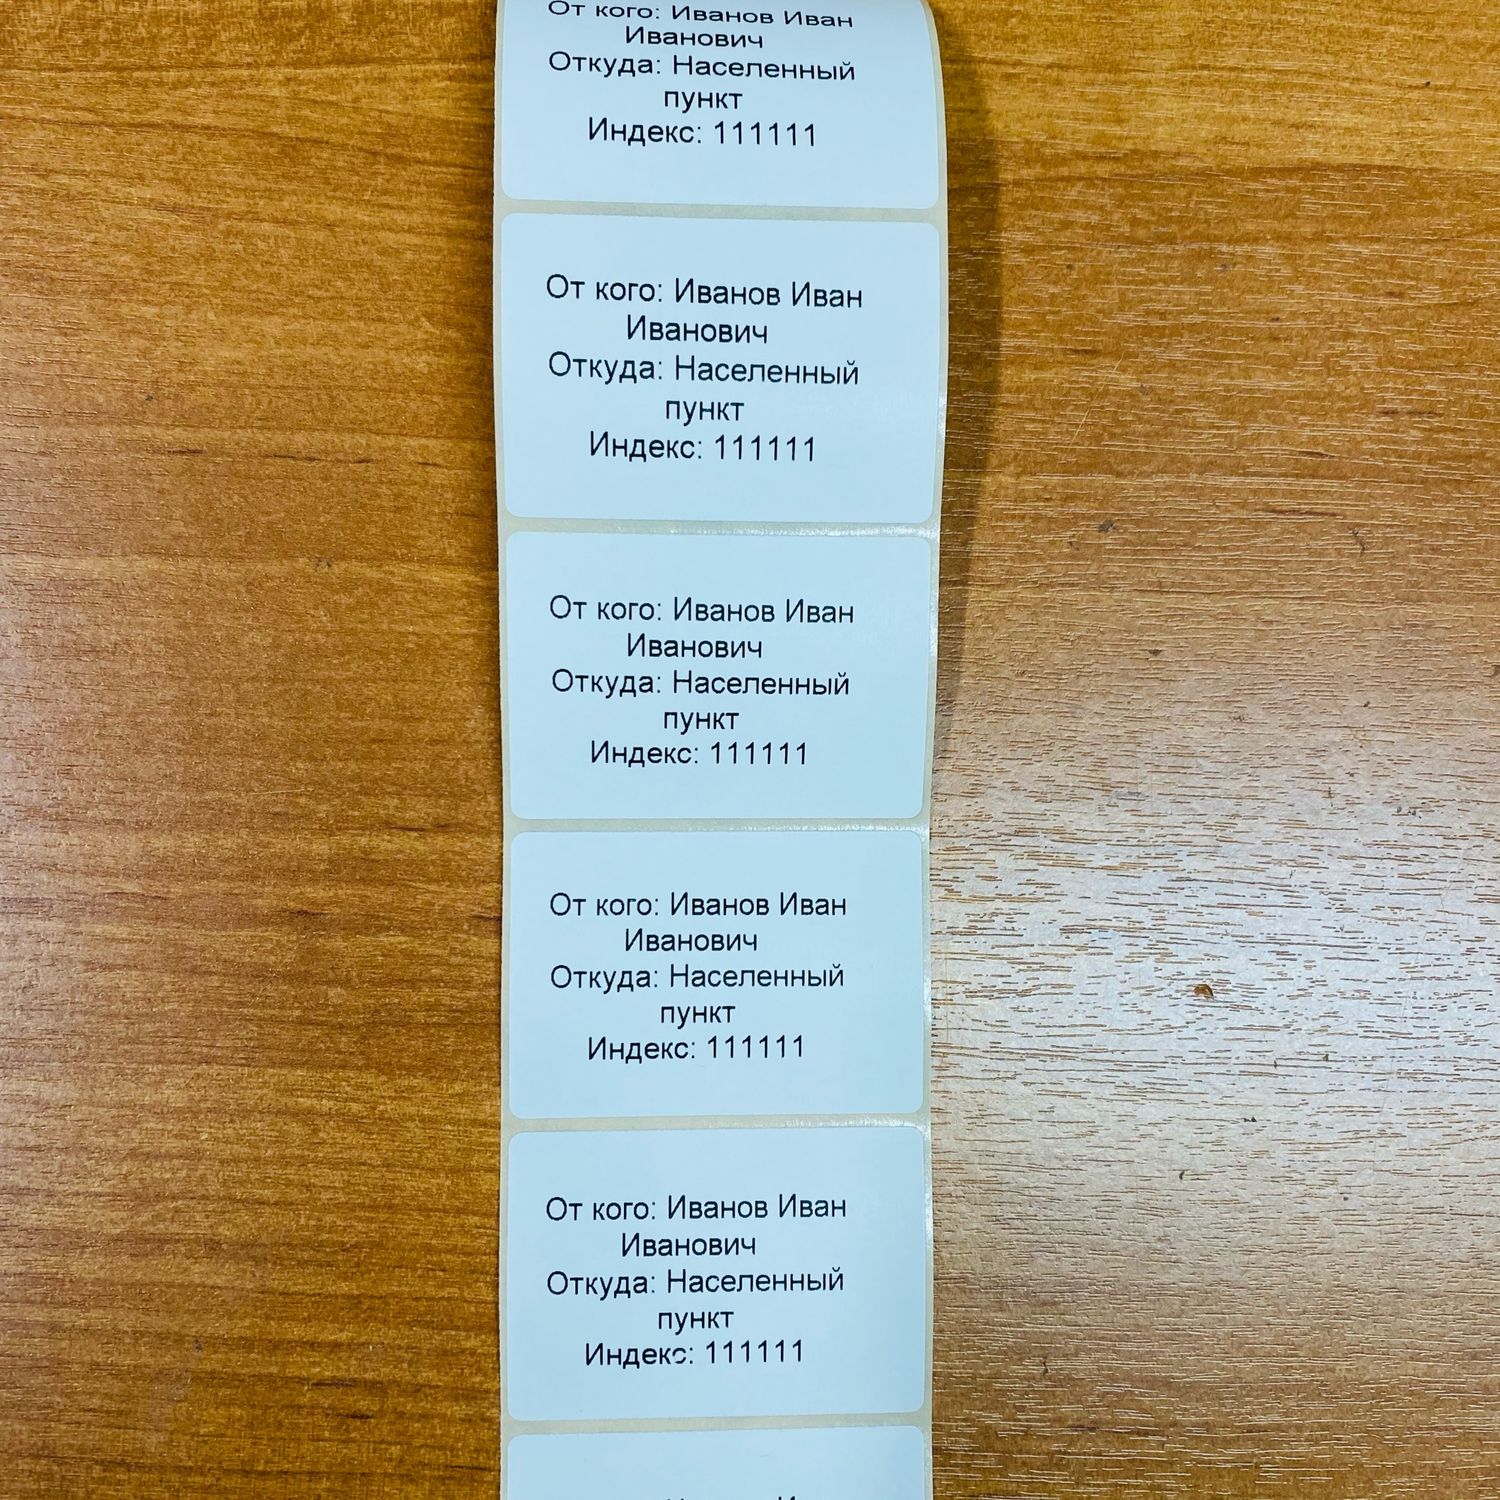 От кого: Иванов Иван
Иванович
Откуда: Населенный
пункт
Индекс: 111111
От кого: Иванов Иван
Иванович
Откуда: Населенный
пункт
Индекс: 111111
От кого: Иванов Иван
Иванович
Откуда: Населенный
пункт
Индекс: 111111
От кого: Иванов Иван
Иванович
Откуда: Населенный
пункт
Индекс: 111111
От кого: Иванов Иван
Иванович
Откуда: Населенный
пункт
Индекс: 111111